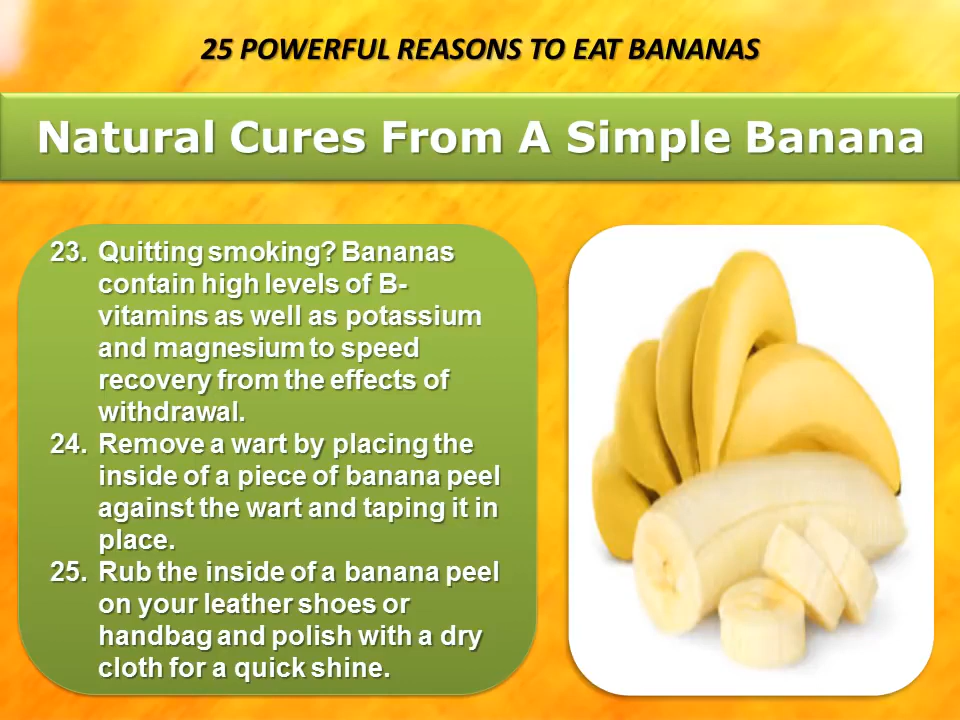 25 POWERFUL REASONS TO EAT BANANAS
Natural Cures From A Simple Banana
23. Quitting smoking? Bananas
contain high levels of B-
vitamins as well as potassium
and magnesium to speed
recovery from the effects of
withdrawal.
24. Remove a wart by placing the
inside of a piece of banana peel
against the wart and taping it in
place.
25. Rub the inside of a banana peel
on your leather shoes or
handbag and polish with a dry
cloth for a quick shine.